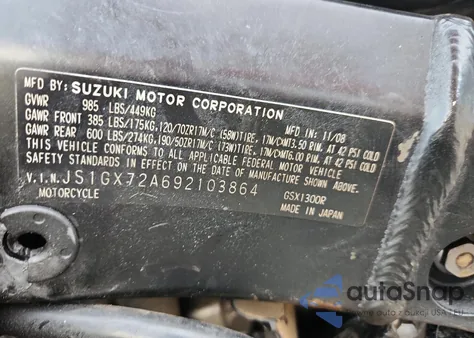 MFD BY: SUZUKI MOTOR CORPORATION
GVWR 985 LBS/449KG MFD IN: 11/08
GAWR FRONT 385 LBS/175KG,120/70ZR17M/C (58W)TIRE, 17M/CxMT3.50 RIM, AT 42 PSI COLD
GAWR REAR 600 LBS/274KG,190/50ZR17M/C (73W)TIRE, 17M/CxMT6.00 RIM, AT 42 PSI COLD
THIS VEHICLE CONFORMS TO ALL APPLICABLE FEDERAL MOTOR VEHICLE
SAFETY STANDARDS IN EFFECT ON THE DATE OF MANUFACTURE SHOWN ABOVE.
V.I.N. JS1GX72A692103864 GSX1300R
MOTORCYCLE MADE IN JAPAN
autoSnap